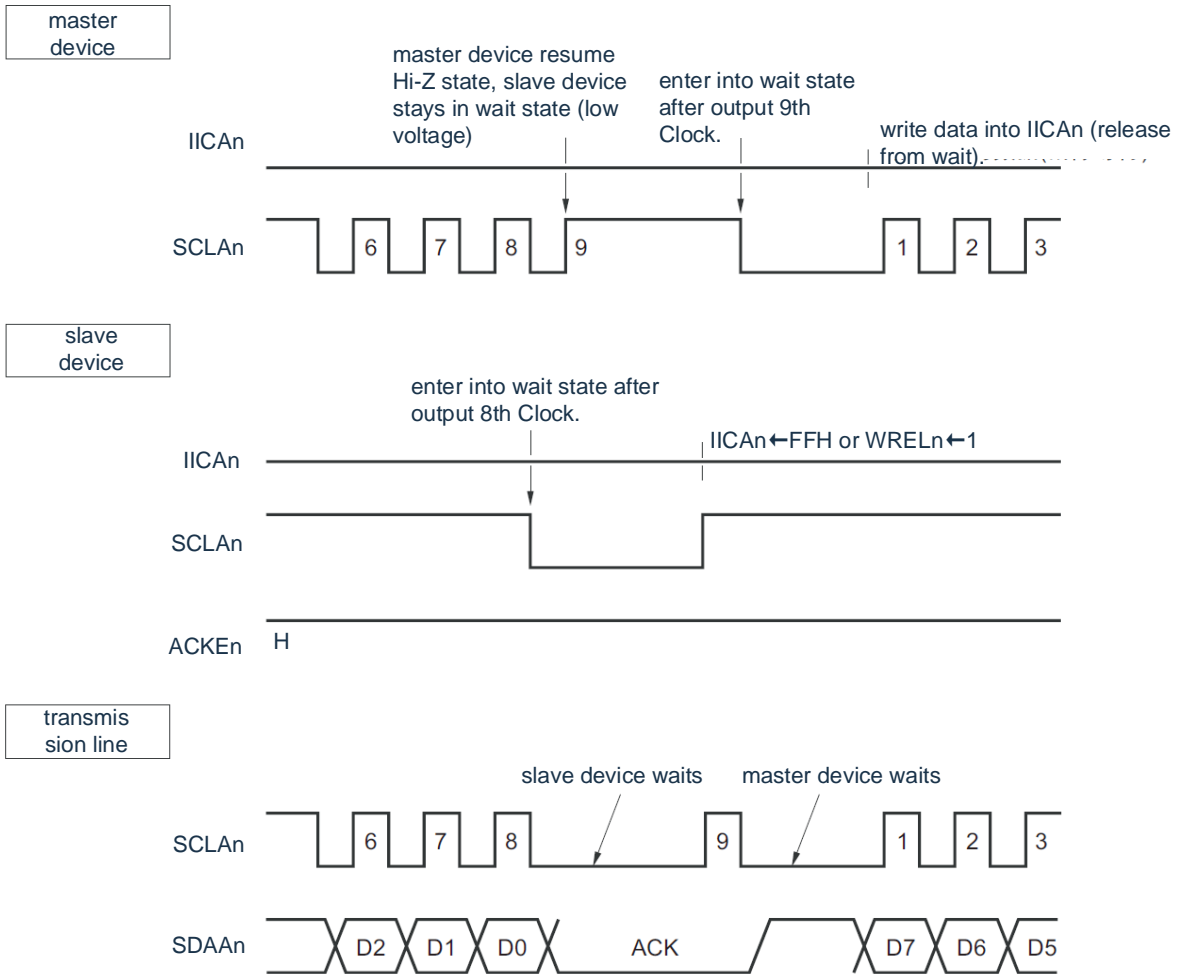 master
device
master device resume
Hi-Z state, slave device
stays in wait state (low
voltage)
enter into wait state
after output 9th
Clock.
write data into IICAn (release
from wait).
IICAn
SCLAn
6 7 8 9 1 2 3
slave
device
enter into wait state after
output 8th Clock.
IICAn←FFH or WRELn←1
IICAn
SCLAn
ACKEn H
transmis
sion line
slave device waits master device waits
SCLAn 6 7 8 9 1 2 3
SDAAn D2 D1 D0 ACK D7 D6 D5